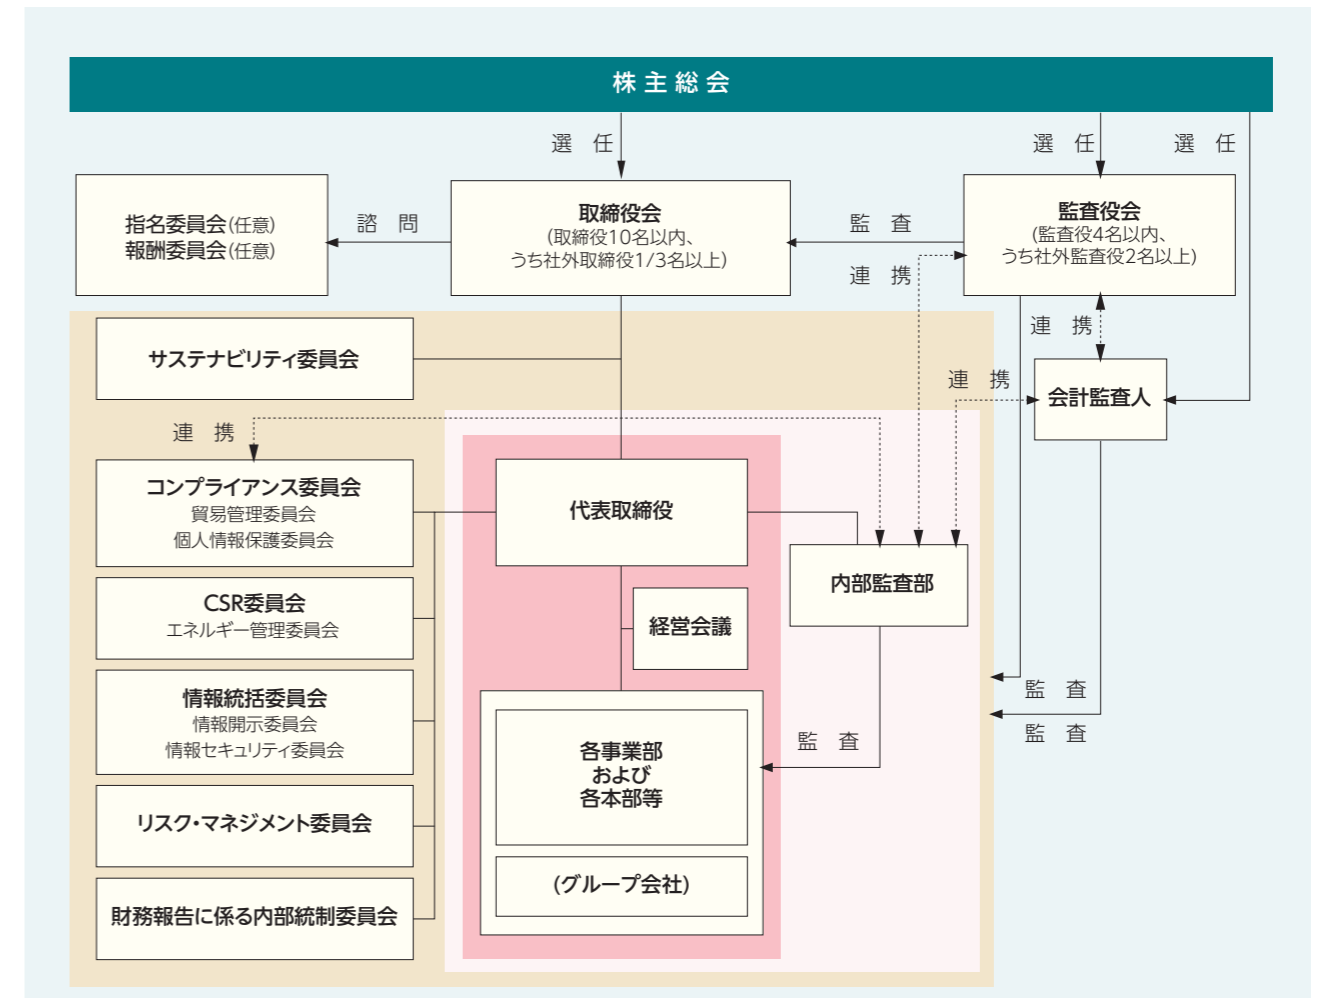 株主総会
選 任
選 任
選 任
指名委員会(任意)
報酬委員会(任意)
諮 問
取締役会
(取締役10名以内、
うち社外取締役1/3名以上)
監 査
連 携
監査役会
(監査役4名以内、
うち社外監査役2名以上)
連 携
サステナビリティ委員会
連 携
会計監査人
連 携
コンプライアンス委員会
貿易管理委員会
個人情報保護委員会
代表取締役
内部監査部
CSR委員会
エネルギー管理委員会
経営会議
情報統括委員会
情報開示委員会
情報セキュリティ委員会
監 査
監 査
監 査
各事業部
および
各本部等
リスク・マネジメント委員会
(グループ会社)
財務報告に係る内部統制委員会